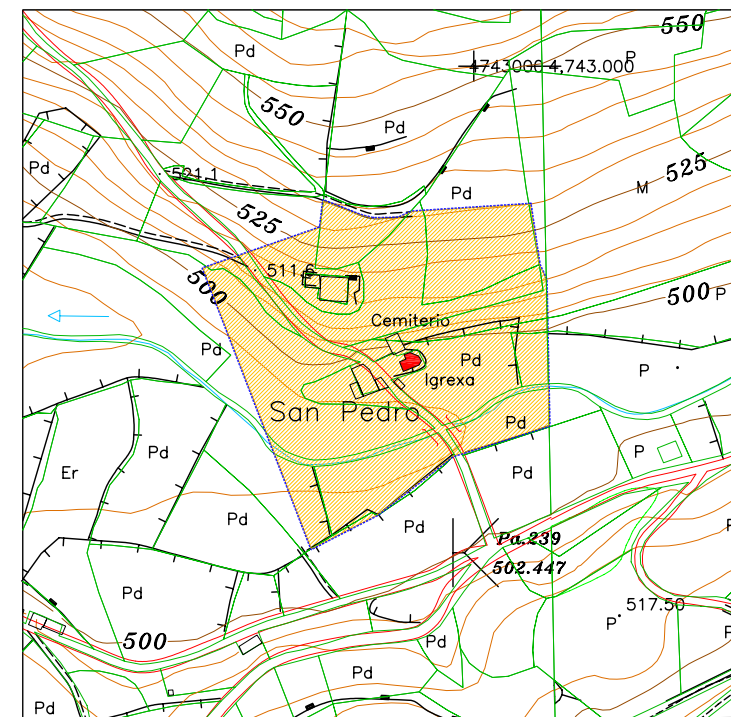 550
Pd
P
4743000 4,743.000
550
Pd
Pd
521.1
525
Pd
M
525
511.6
500
500
P
Cemiterio
Pd
Pd
Igrexa
P
San Pedro
Pd
Pd
Er
Pd
P
Pd
Pd
Pa.239
502.447
Pd
517.50
P
500
Pd
Pd
Pd